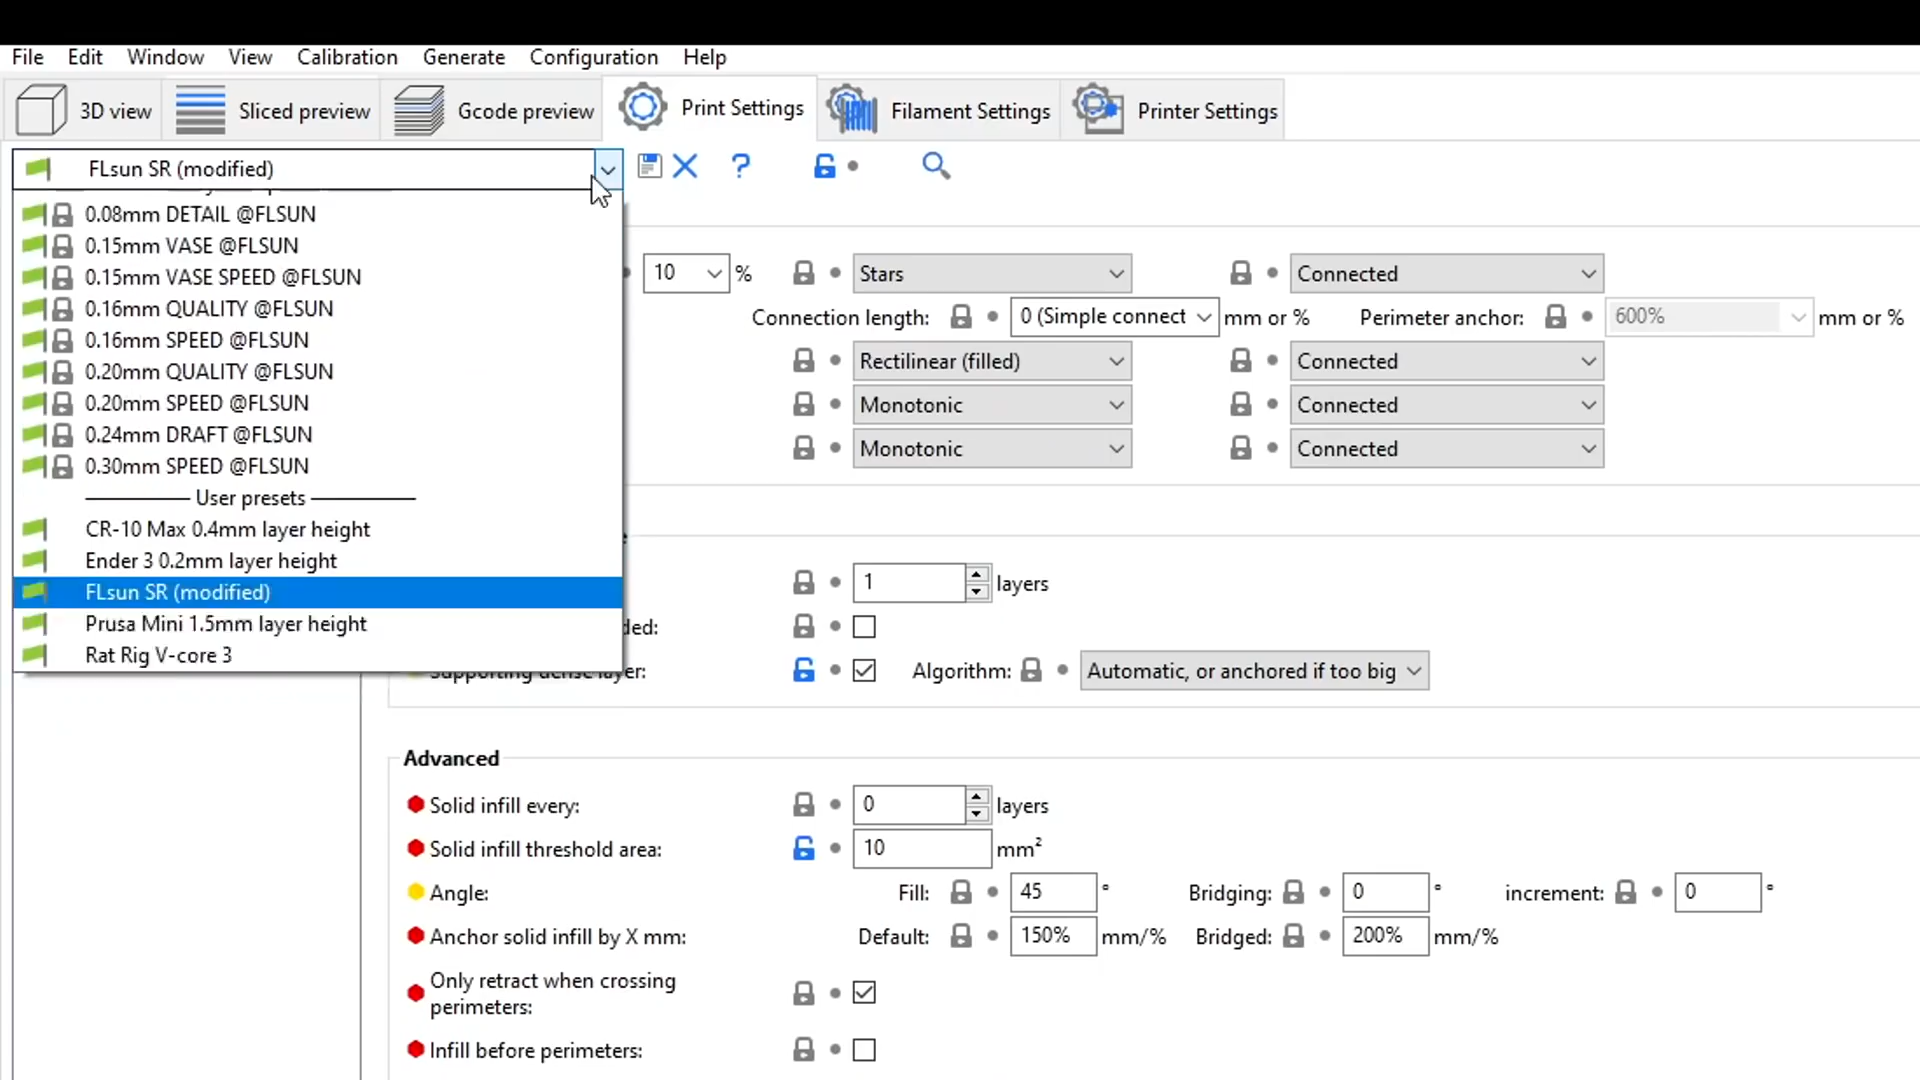 File Edit Window View Calibration Generate Configuration Help
3D view Sliced preview Gcode preview Print Settings Filament Settings Printer Settings
FLsun SR (modified) ?
0.08mm DETAIL @FLSUN
0.15mm VASE @FLSUN
0.15mm VASE SPEED @FLSUN
0.16mm QUALITY @FLSUN
0.16mm SPEED @FLSUN
0.20mm QUALITY @FLSUN
0.20mm SPEED @FLSUN
0.24mm DRAFT @FLSUN
0.30mm SPEED @FLSUN
User presets
CR-10 Max 0.4mm layer height
Ender 3 0.2mm layer height
FLsun SR (modified)
Prusa Mini 1.5mm layer height
Rat Rig V-core 3
10 % Stars Connected
Connection length: 0 (Simple connect mm or % Perimeter anchor: 600% mm or %
Rectilinear (filled) Connected
Monotonic Connected
Monotonic Connected
1 layers
ded:
Supporting dense layer: Algorithm: Automatic, or anchored if too big
Advanced
Solid infill every: 0 layers
Solid infill threshold area: 10 mm²
Angle: Fill: 45 ° Bridging: 0 ° increment: 0 °
Anchor solid infill by X mm: Default: 150% mm/% Bridged: 200% mm/%
Only retract when crossing
perimeters:
Infill before perimeters: